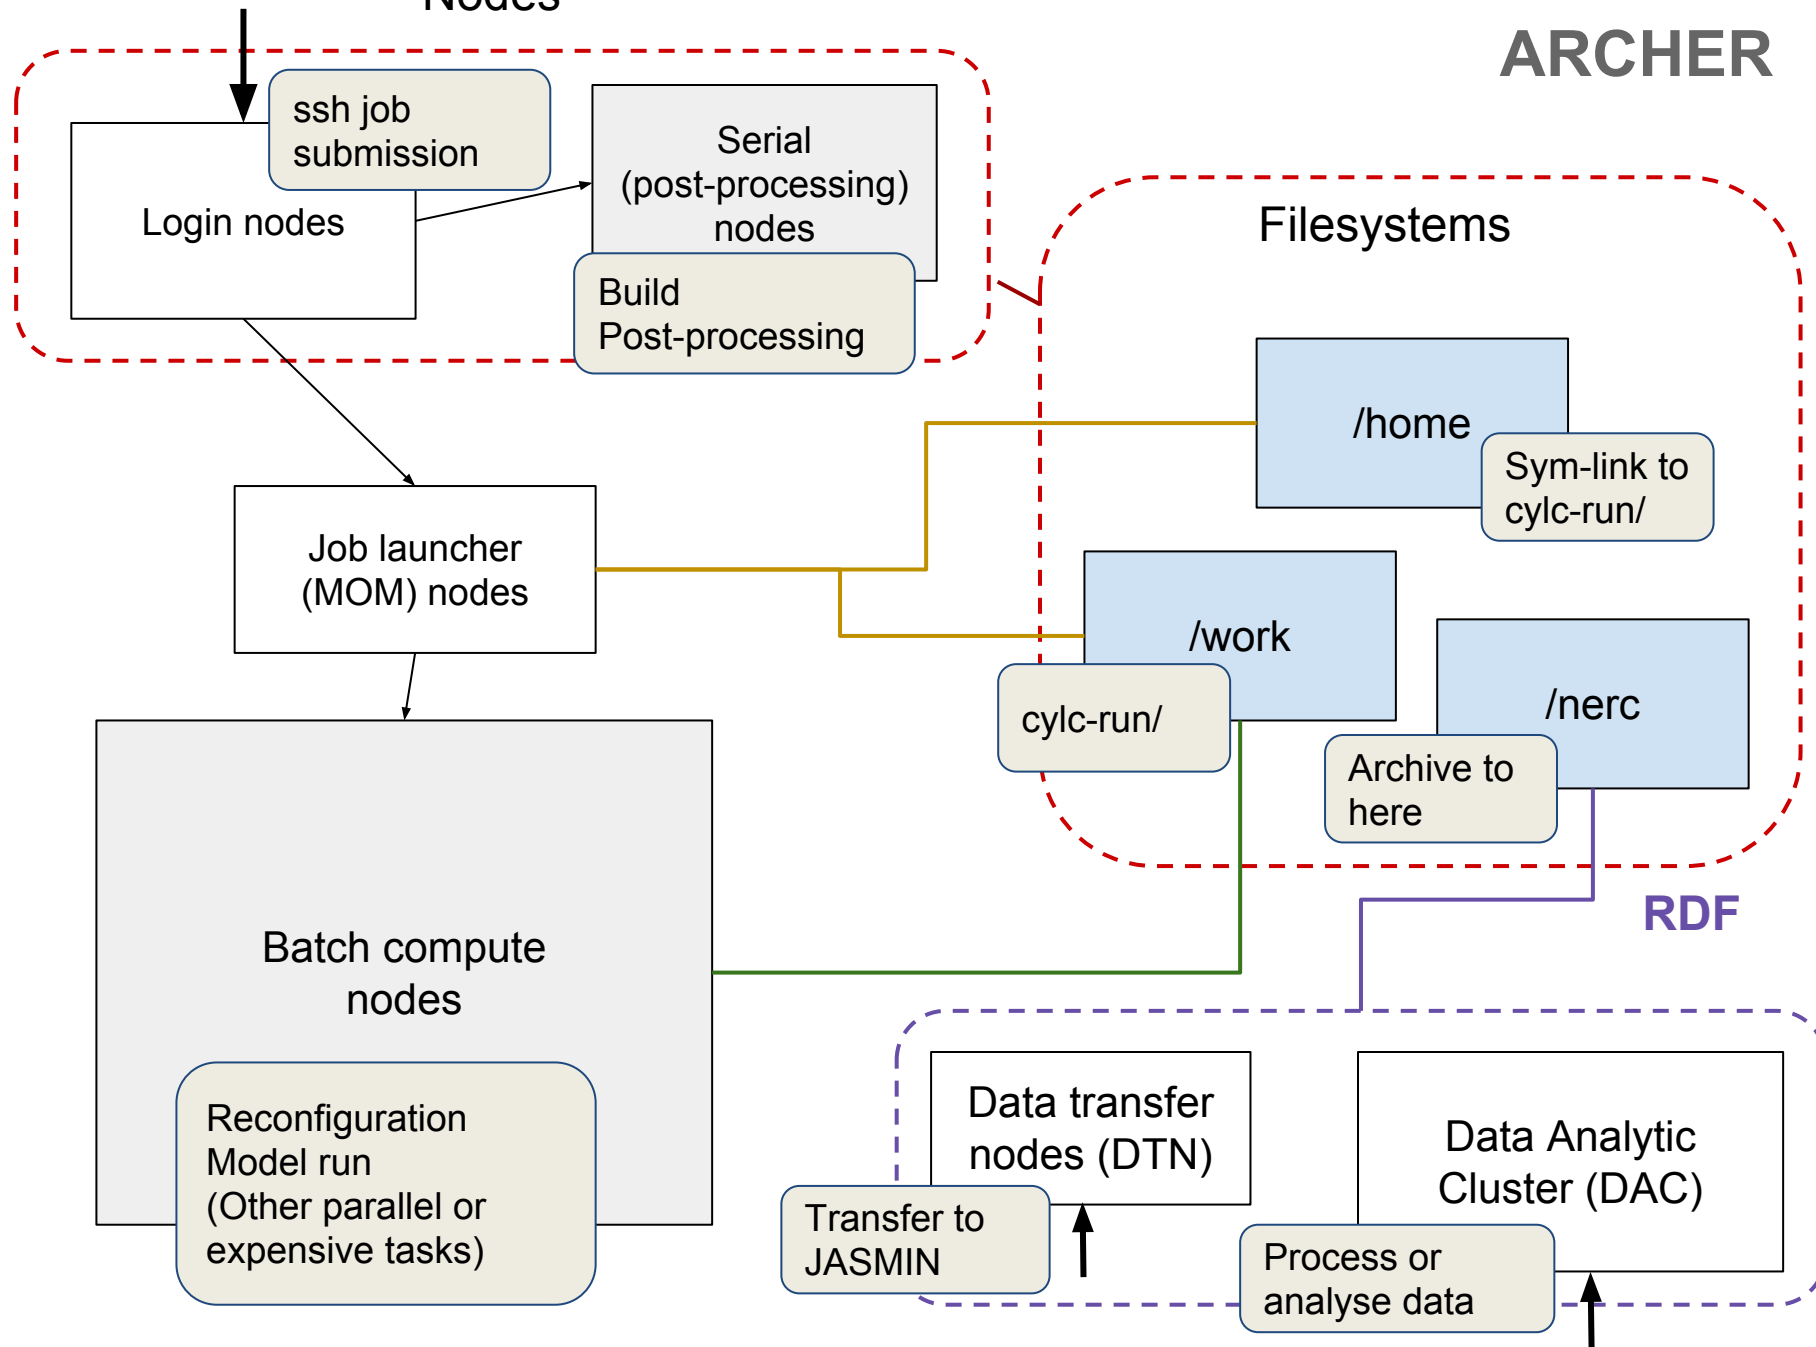 Nodes
ARCHER
ssh job
submission
Login nodes
Serial
(post-processing)
nodes
Build
Post-processing
Filesystems
/home
Sym-link to
cylc-run/
Job launcher
(MOM) nodes
/work
cylc-run/
/nerc
Archive to
here
RDF
Batch compute
nodes
Reconfiguration
Model run
(Other parallel or
expensive tasks)
Data transfer
nodes (DTN)
Transfer to
JASMIN
Data Analytic
Cluster (DAC)
Process or
analyse data